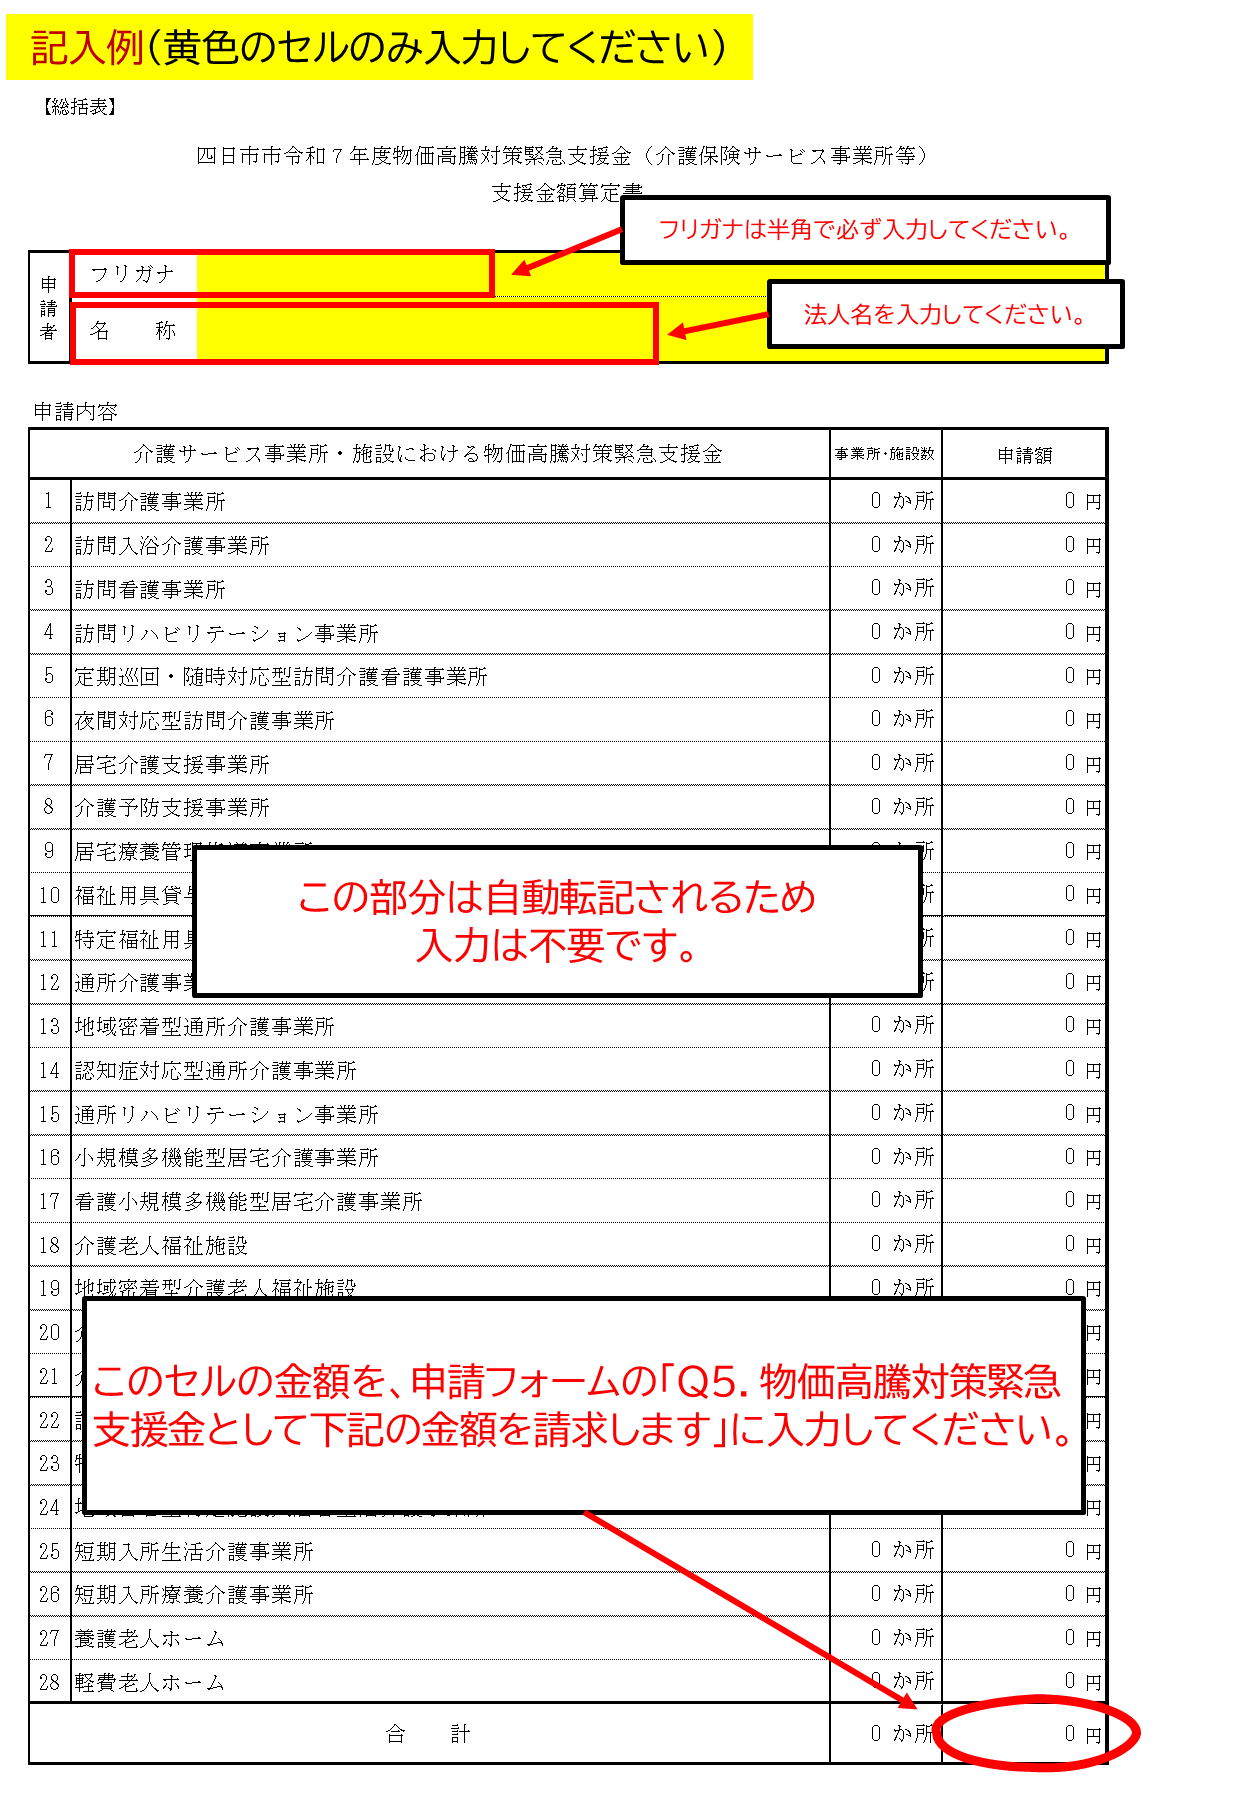 記入例(黄色のセルのみ入力してください)
【総括表】
四日市市令和7年度物価高騰対策緊急支援金（介護保険サービス事業所等）
支援金額算定書
フリガナは半角で必ず入力してください。
申請者
フリガナ
法人名を入力してください。
名　称
申請内容
介護サービス事業所・施設における物価高騰対策緊急支援金 事業所・施設数 申請額
1 訪問介護事業所 0 か所 0 円
2 訪問入浴介護事業所 0 か所 0 円
3 訪問看護事業所 0 か所 0 円
4 訪問リハビリテーション事業所 0 か所 0 円
5 定期巡回・随時対応型訪問介護看護事業所 0 か所 0 円
6 夜間対応型訪問介護事業所 0 か所 0 円
7 居宅介護支援事業所 0 か所 0 円
8 介護予防支援事業所 0 か所 0 円
9 居宅療養管理 所 0 円
10 福祉用具貸 所 0 円
11 特定福祉用具 所 0 円
12 通所介護事業 所 0 円
この部分は自動転記されるため
入力は不要です。
13 地域密着型通所介護事業所 0 か所 0 円
14 認知症対応型通所介護事業所 0 か所 0 円
15 通所リハビリテーション事業所 0 か所 0 円
16 小規模多機能型居宅介護事業所 0 か所 0 円
17 看護小規模多機能型居宅介護事業所 0 か所 0 円
18 介護老人福祉施設 0 か所 0 円
19 地域密着型介護老人福祉施設 0 か所 0 円
20 円
21 円
22 円
23 円
24 円
このセルの金額を、申請フォームの「Q5．物価高騰対策緊急
支援金として下記の金額を請求します」に入力してください。
25 短期入所生活介護事業所 0 か所 0 円
26 短期入所療養介護事業所 0 か所 0 円
27 養護老人ホーム 0 か所 0 円
28 軽費老人ホーム 0 か所 0 円
合　計 0 か所 0 円